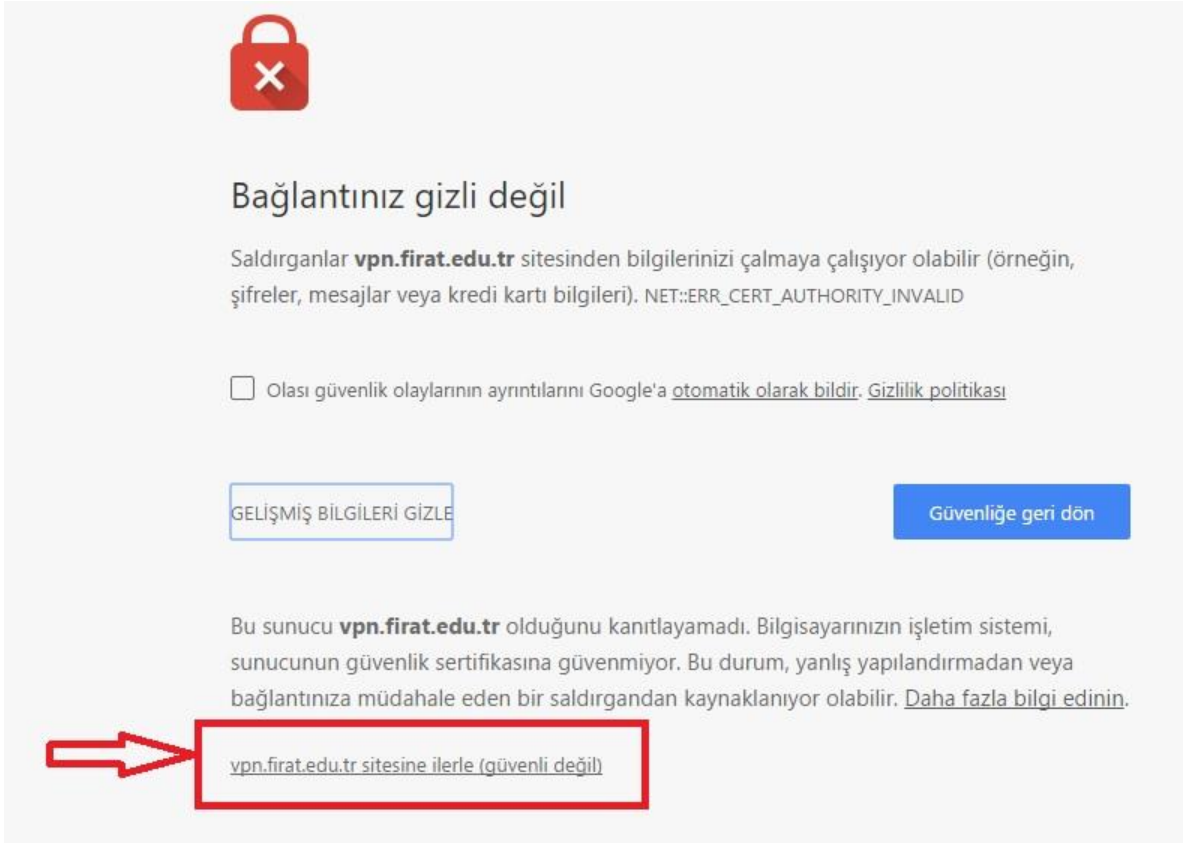 Bağlantınız gizli değil
Saldırganlar vpn.firat.edu.tr sitesinden bilgilerinizi çalmaya çalışıyor olabilir (örneğin,
şifreler, mesajlar veya kredi kartı bilgileri). NET::ERR_CERT_AUTHORITY_INVALID
Olası güvenlik olaylarının ayrıntılarını Google'a otomatik olarak bildir. Gizlilik politikası
GELİŞMİŞ BİLGİLERİ GİZLE
Güvenliğe geri dön
Bu sunucu vpn.firat.edu.tr olduğunu kanıtlayamadı. Bilgisayarınızın işletim sistemi,
sunucunun güvenlik sertifikasına güvenmiyor. Bu durum, yanlış yapılandırmadan veya
bağlantınıza müdahale eden bir saldırgandan kaynaklanıyor olabilir. Daha fazla bilgi edinin.
vpn.firat.edu.tr sitesine ilerle (güvenli değil)